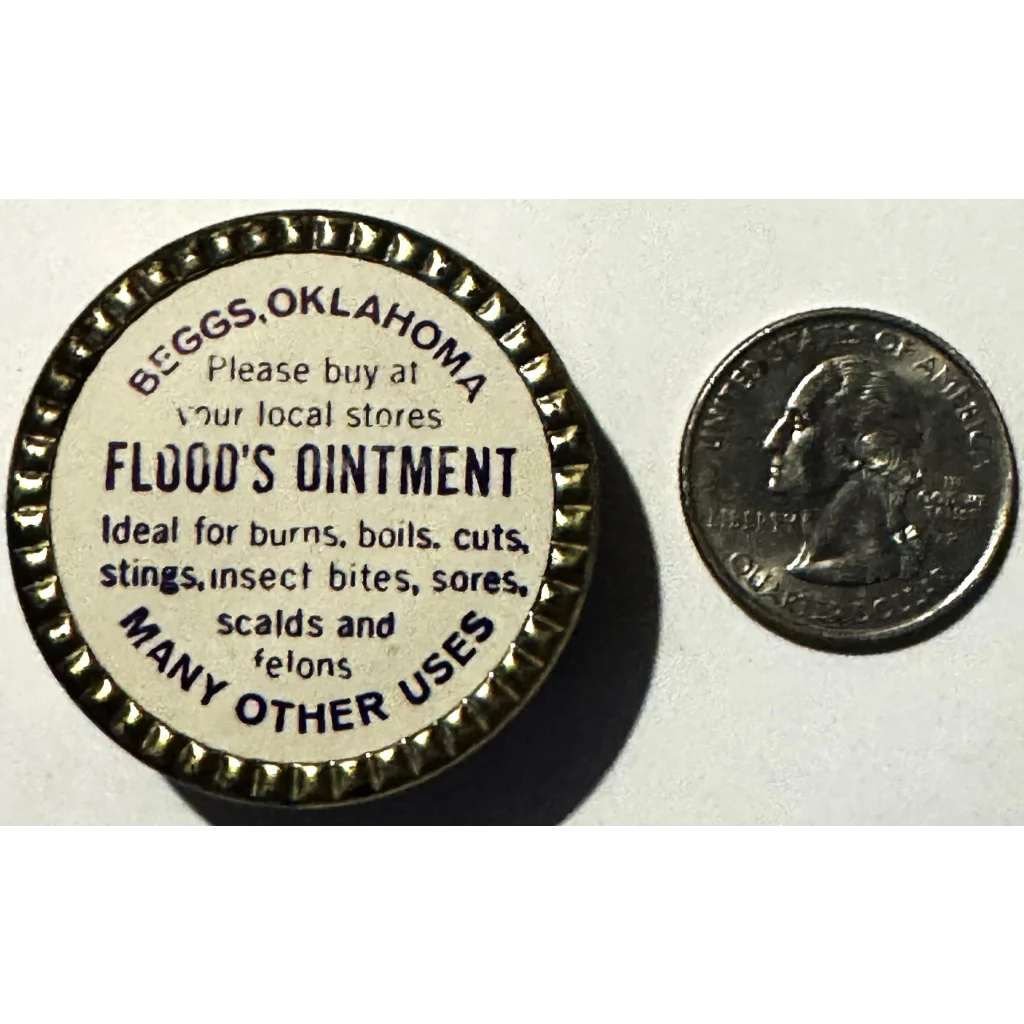 BEGGS, OKLAHOMA
Please buy at
your local stores
FLOOD'S OINTMENT
Ideal for burns, boils, cuts,
stings, insect bites, sores,
scalds and
felons
MANY OTHER USES
UNITED STATES OF AMERICA
LIBERTY
IN
GOD WE
TRUST
QUARTER DOLLAR